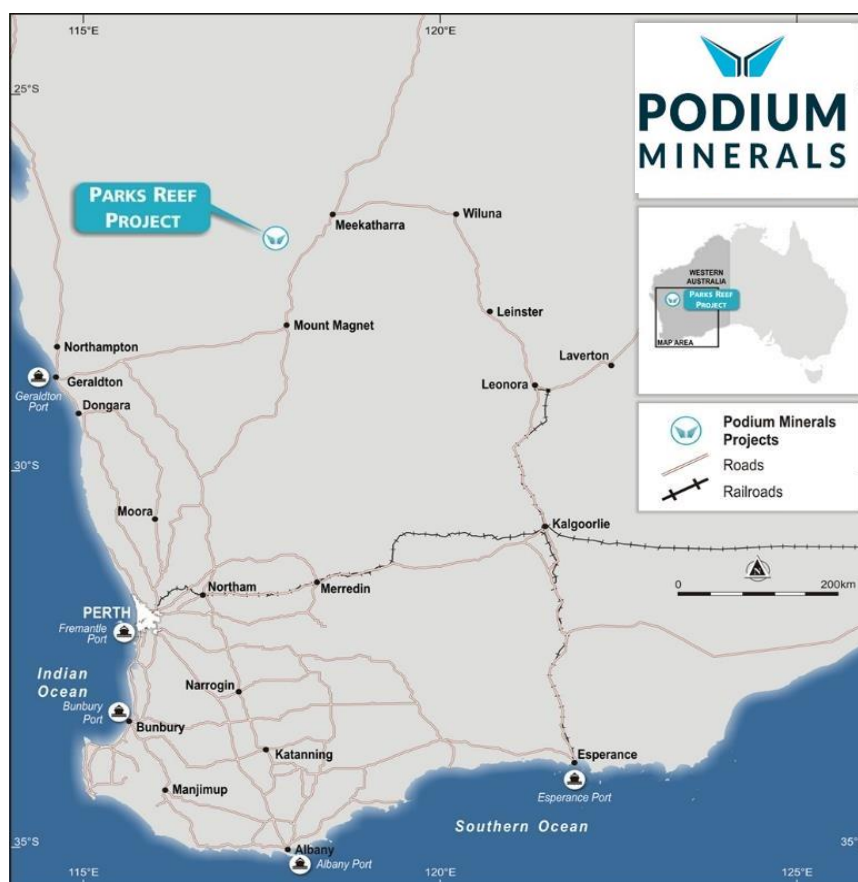 115°E
120°E
125°E
25°S
PODIUM
MINERALS
PARKS REEF
PROJECT
Meekatharra
Wiluna
WESTERN
AUSTRALIA
PARKS REEF
PROJECT
MAP AREA
Mount Magnet
Leinster
Northampton
Laverton
Geraldton
Geraldton
Port
Leonora
Dongara
Podium Minerals
Projects
Roads
Railroads
30°S
Moora
Kalgoorlie
N
0
200km
Northam
Merredin
PERTH
Fremantle
Port
Indian
Ocean
Narrogin
Bunbury
Port
Bunbury
Katanning
Esperance
Manjimup
Esperance Port
Southern Ocean
35°S
35°
Albany
Albany Port
115°E
120°E
125°E